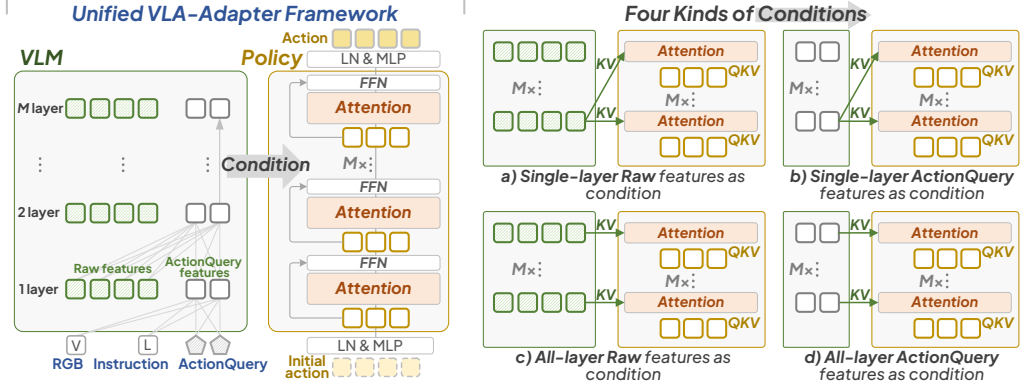 Unified VLA-Adapter Framework
VLM
Policy
Action
LN & MLP
FFN
Attention
M layer
Condition
M×
FFN
Attention
2 layer
Raw features
ActionQuery
features
FFN
Attention
1 layer
V
L
LN & MLP
RGB
Instruction
ActionQuery
Initial
action
Four Kinds of Conditions
KV
Attention
QKV
M×
M×
KV
Attention
QKV
a) Single-layer Raw features as
condition
KV
Attention
QKV
M×
M×
KV
Attention
QKV
b) Single-layer ActionQuery
features as condition
KV
Attention
QKV
M×
M×
KV
Attention
QKV
c) All-layer Raw features as
condition
KV
Attention
QKV
M×
M×
KV
Attention
QKV
d) All-layer ActionQuery
features as condition